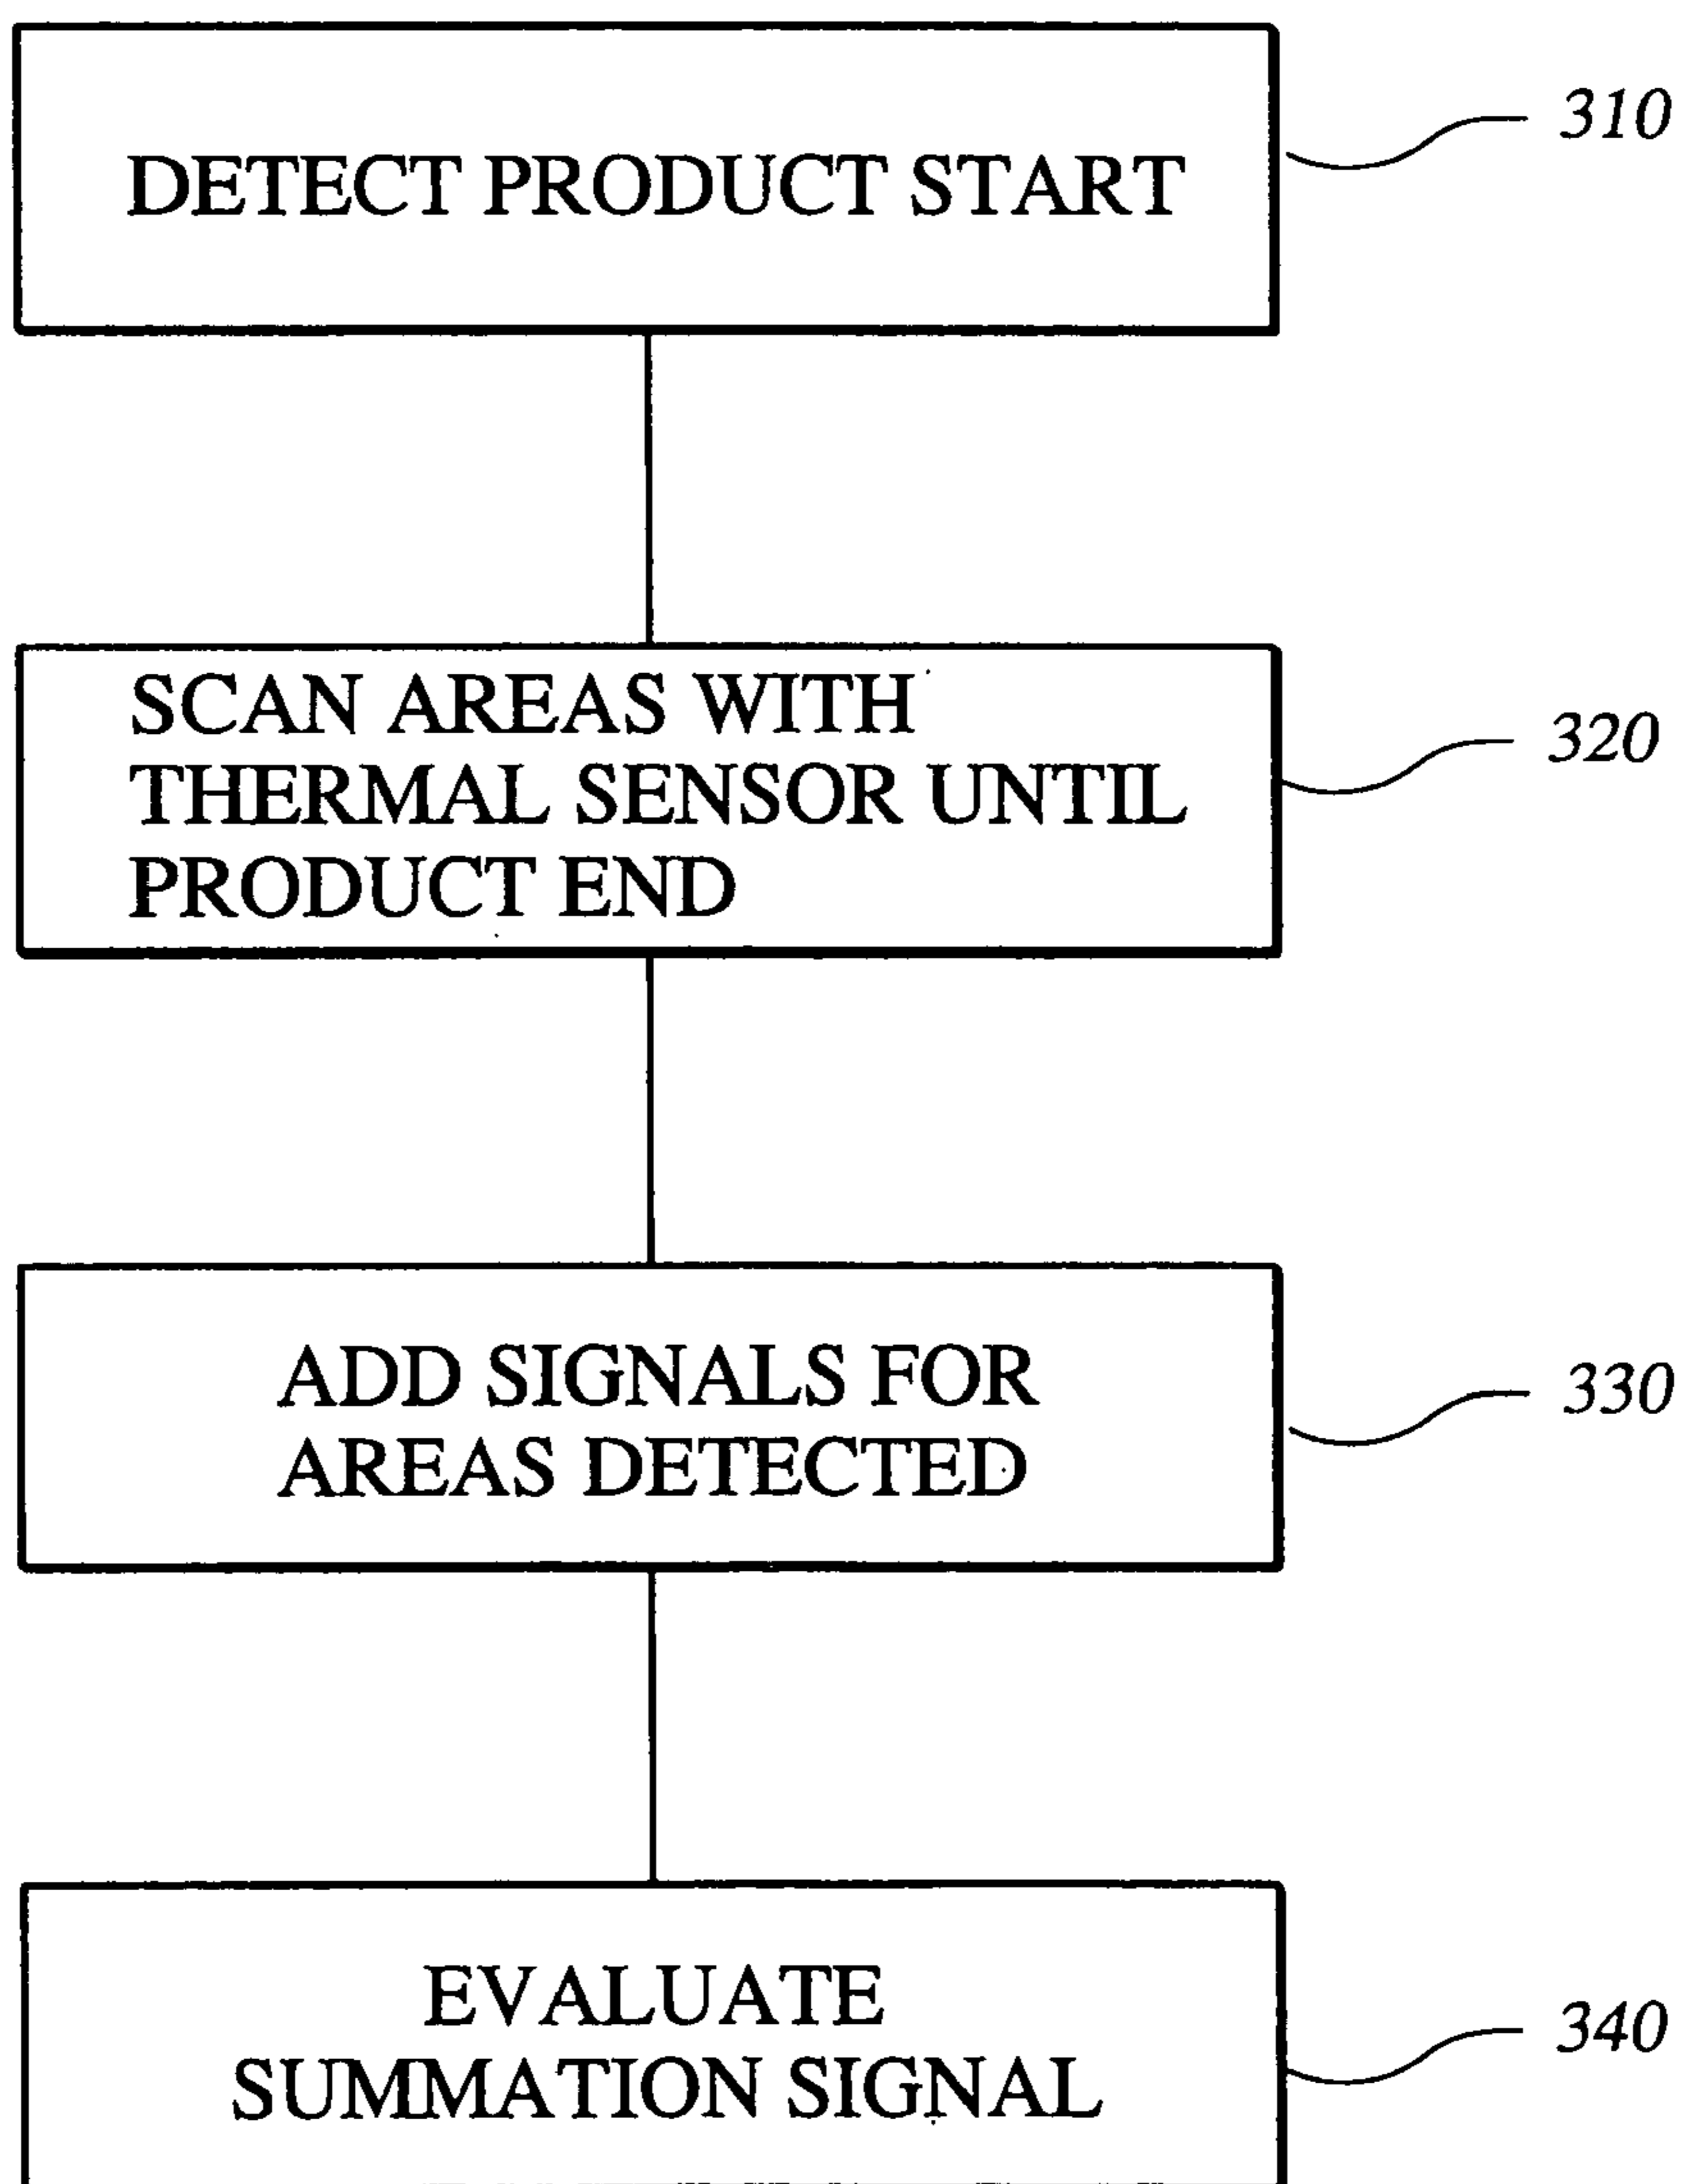 DETECT PRODUCT START
310
SCAN AREAS WITH
THERMAL SENSOR UNTIL
PRODUCT END
320
ADD SIGNALS FOR
AREAS DETECTED
330
EVALUATE
SUMMATION SIGNAL
340